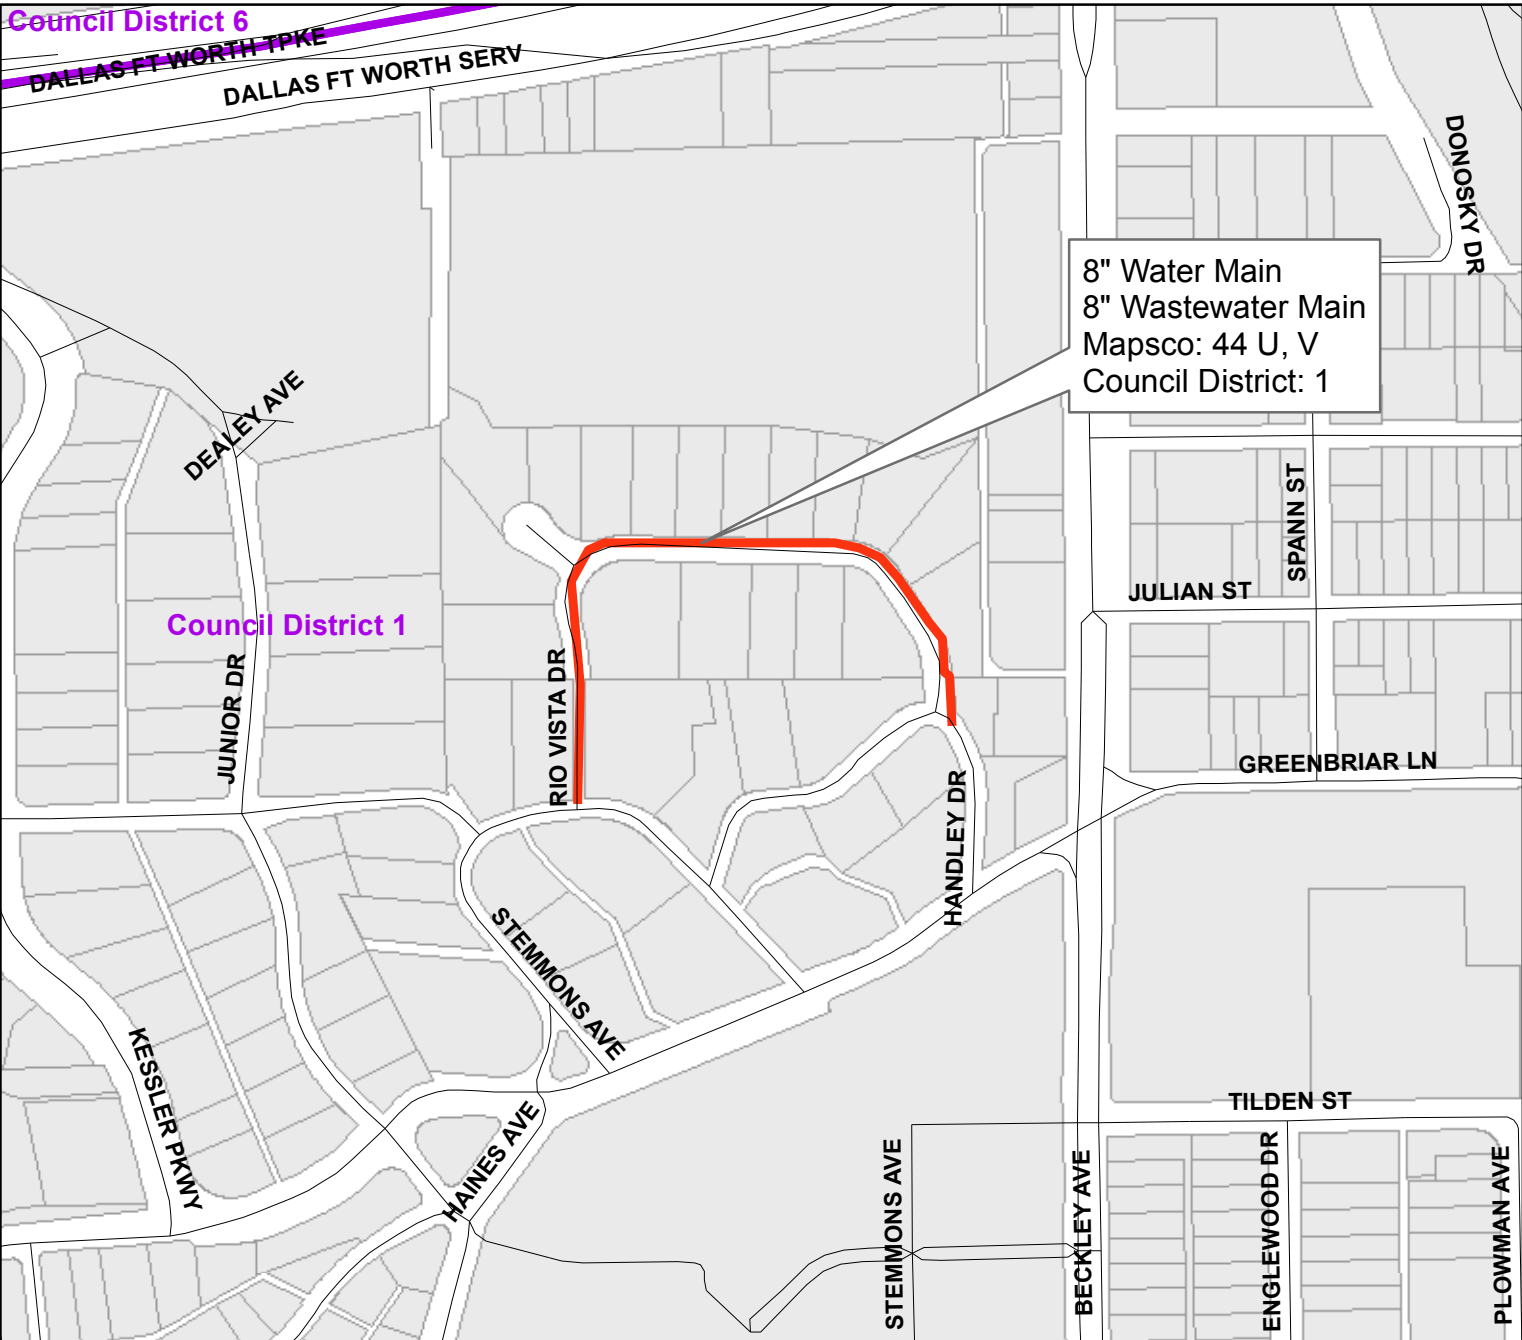 Council District 6
DALLAS FT WORTH TPKE
DALLAS FT WORTH SERV
DONOSKY DR
8" Water Main
8" Wastewater Main
Mapsco: 44 U, V
Council District: 1
DEALEY AVE
SPANN ST
JULIAN ST
Council District 1
JUNIOR DR
RIO VISTA DR
GREENBRIAR LN
HANDLEY DR
STEMMONS AVE
KESSLER PKWY
HAINES AVE
TILDEN ST
STEMMONS AVE
BECKLEY AVE
ENGLEWOOD DR
PLOWMAN AVE